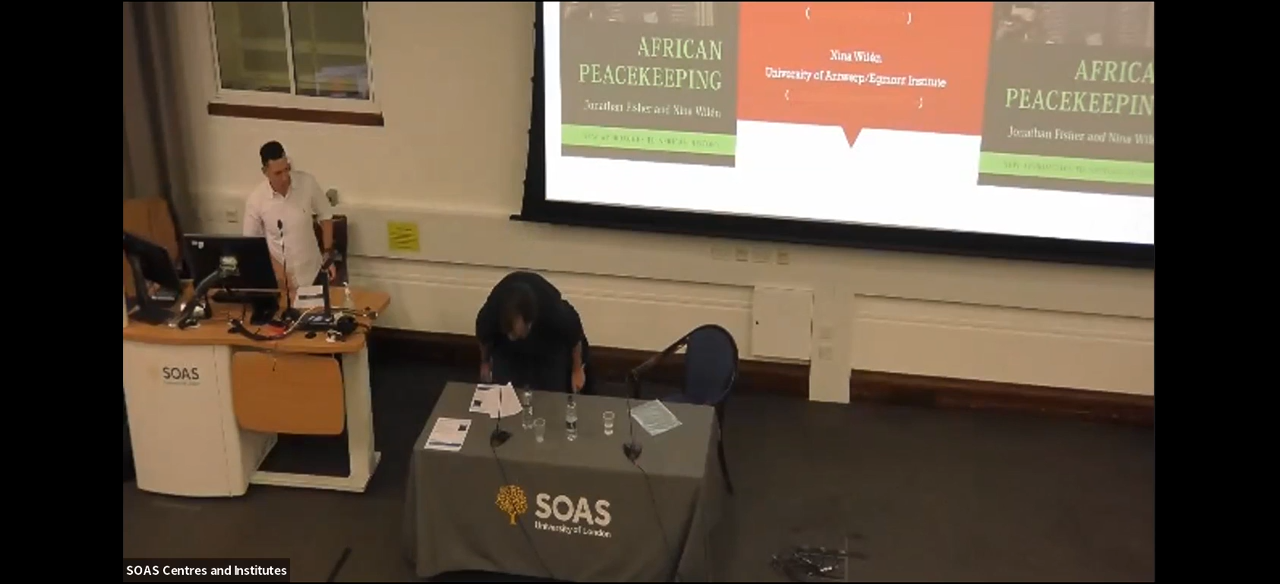 AFRICAN
PEACEKEEPING
Jonathan Fisher and Nina Wilén
Nina Wilén
University of Antwerp/Egmont Institute
AFRICA
PEACEKEEPIN
Jonathan Fisher and Nina Wilé
SOAS
SOAS
University of London
SOAS Centres and Institutes